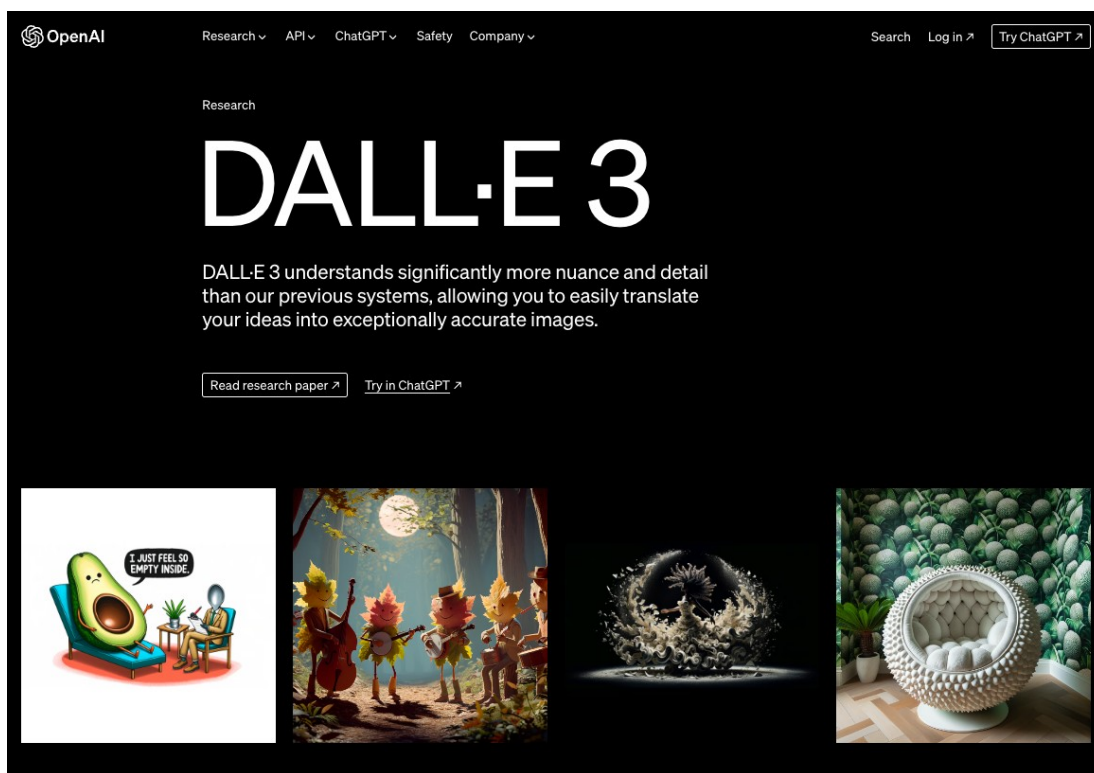 OpenAI
Research API ChatGPT Safety Company
Search Log in ↗ Try ChatGPT ↗
Research
DALL·E 3
DALL·E 3 understands significantly more nuance and detail
than our previous systems, allowing you to easily translate
your ideas into exceptionally accurate images.
Read research paper ↗ Try in ChatGPT ↗
I JUST FEEL SO
EMPTY INSIDE.